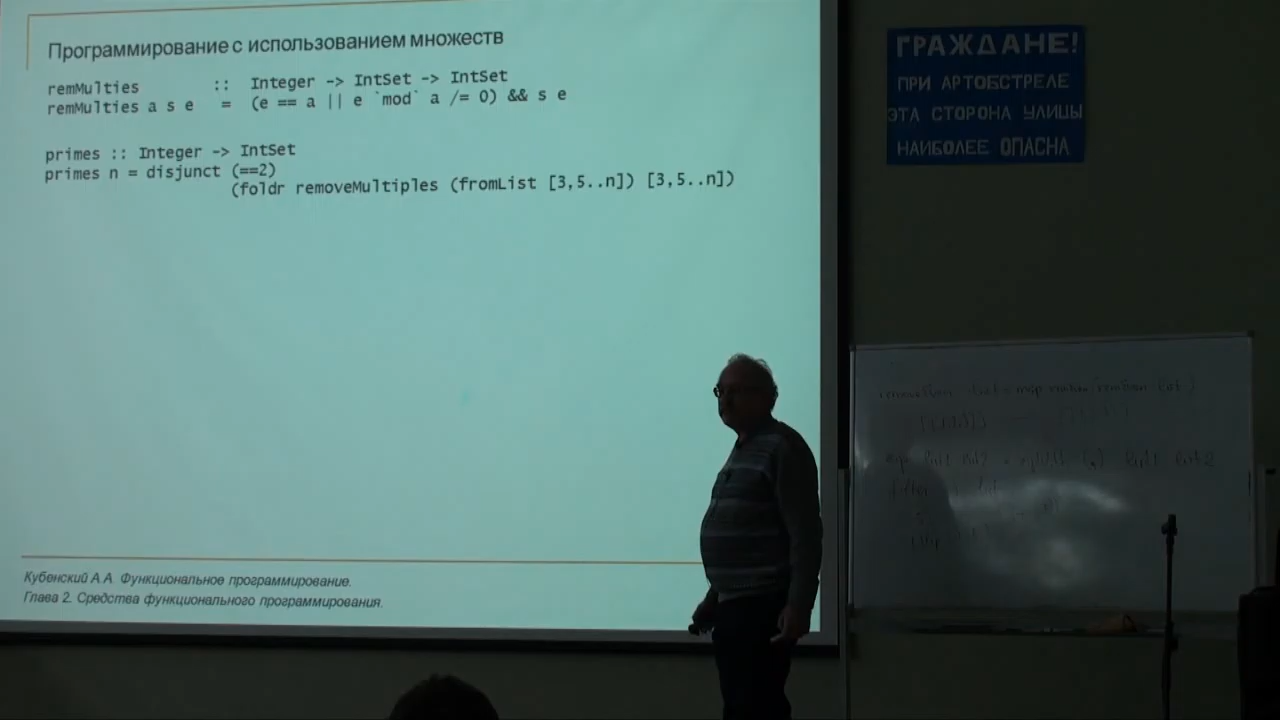 Программирование с использованием множеств
remMulties :: Integer -> IntSet -> IntSet
remMulties a s e = (e == a || e `mod` a /= 0) && s e
primes :: Integer -> IntSet
primes n = disjunct (==2)
(foldr removeMultiples (fromList [3,5..n]) [3,5..n])
Кубенский А.А. Функциональное программирование.
Глава 2. Средства функционального программирования.
ГРАЖДАНЕ!
ПРИ АРТОБСТРЕЛЕ
ЭТА СТОРОНА УЛИЦЫ
НАИБОЛЕЕ ОПАСНА